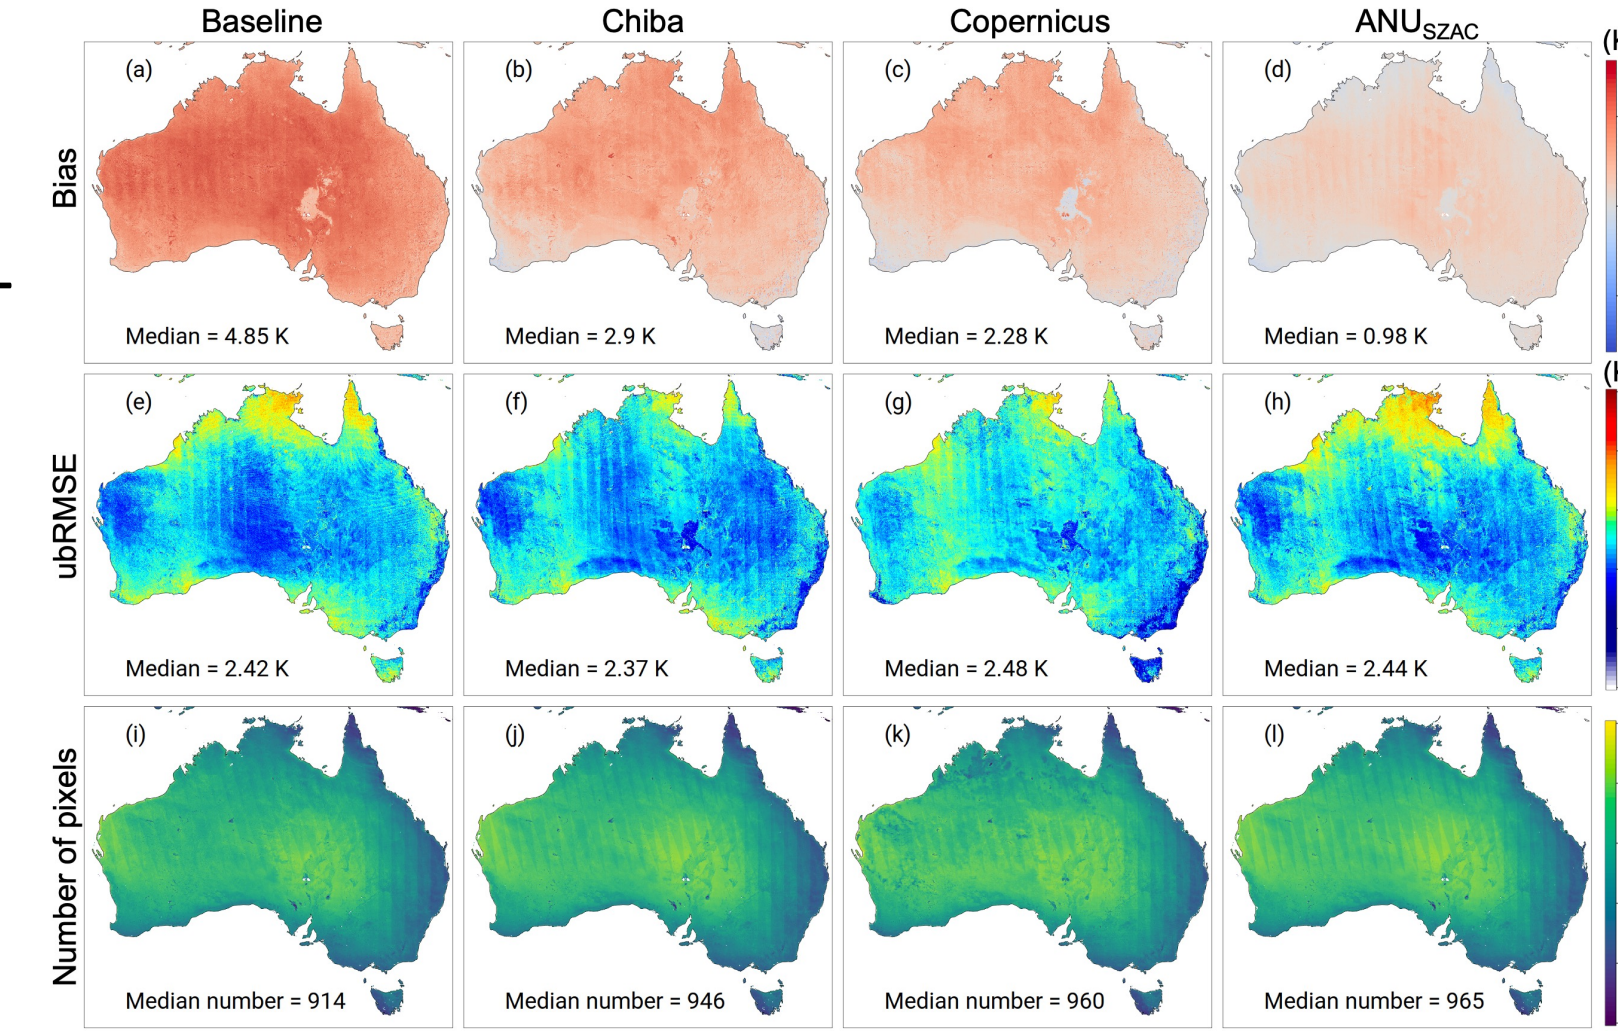 Baseline Chiba Copernicus ANU_SZAC
Bias
(a) (b) (c) (d)
Median = 4.85 K Median = 2.9 K Median = 2.28 K Median = 0.98 K
ubRMSE
(e) (f) (g) (h)
Median = 2.42 K Median = 2.37 K Median = 2.48 K Median = 2.44 K
Number of pixels
(i) (j) (k) (l)
Median number = 914 Median number = 946 Median number = 960 Median number = 965